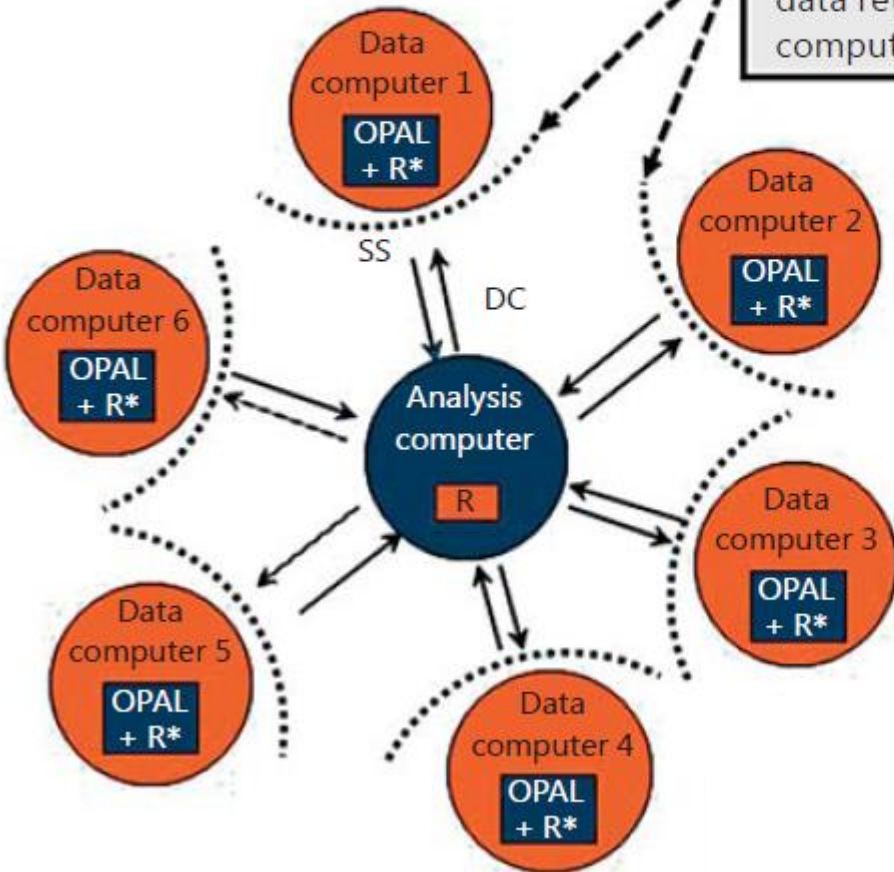 data
comput
Data
computer 1
OPAL
+ R*
Data
computer 2
OPAL
+ R*
SS
DC
Data
computer 6
OPAL
+ R*
Analysis
computer
R
Data
computer 3
OPAL
+ R*
Data
computer 5
OPAL
+ R*
Data
computer 4
OPAL
+ R*